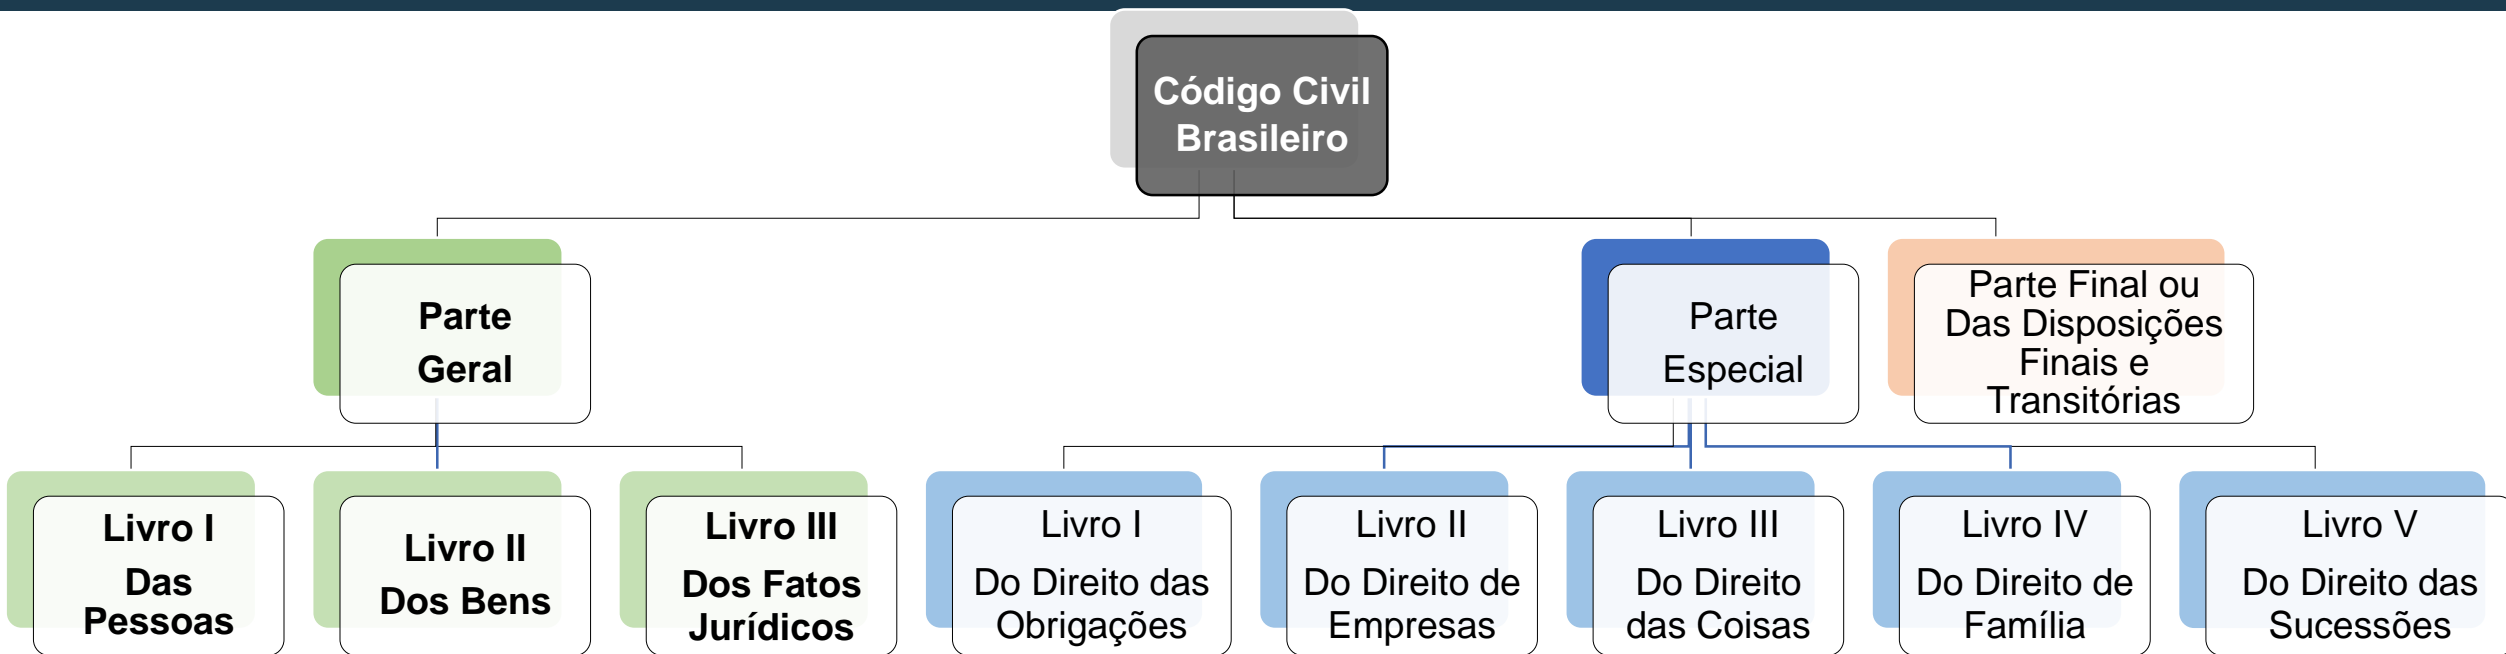 Código Civil
Brasileiro
Parte
Geral
Parte
Especial
Parte Final ou
Das Disposições
Finais e
Transitórias
Livro I
Das
Pessoas
Livro II
Dos Bens
Livro III
Dos Fatos
Jurídicos
Livro I
Do Direito das
Obrigações
Livro II
Do Direito de
Empresas
Livro III
Do Direito
das Coisas
Livro IV
Do Direito de
Família
Livro V
Do Direito das
Sucessões